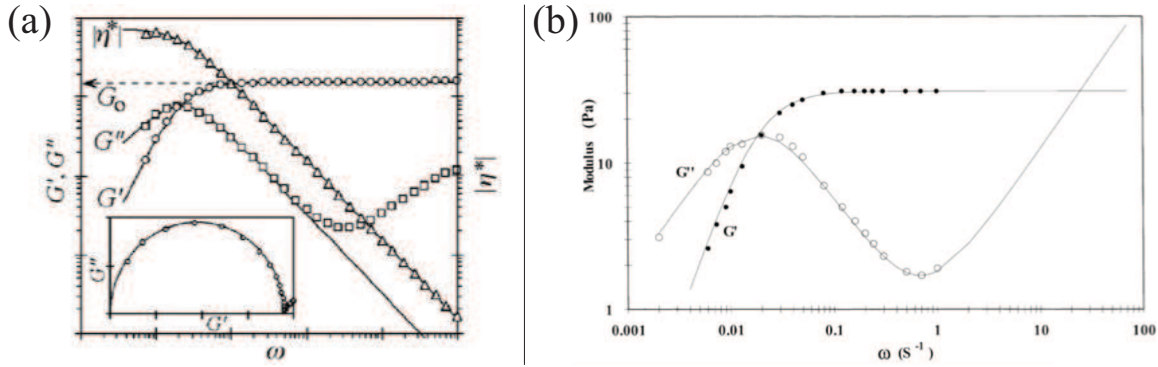 (a)
|η*|
G₀
G''
G'
G', G''
|η*|
G''
G'
ω
(b)
100
10
1
Modulus (Pa)
G''
G'
0.001
0.01
0.1
1
10
100
ω (S⁻¹)